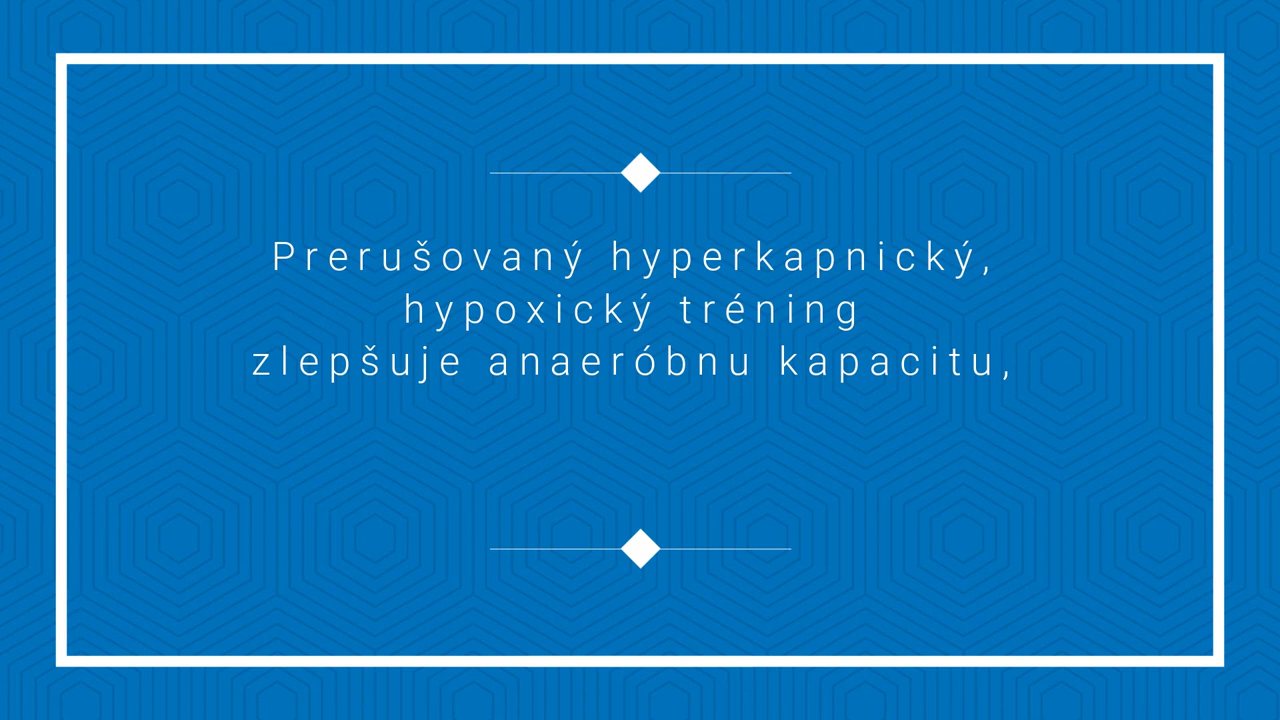 Prerušovaný hyperkapnický,
hypoxický tréning
zlepšuje anaeróbnu kapacitu,